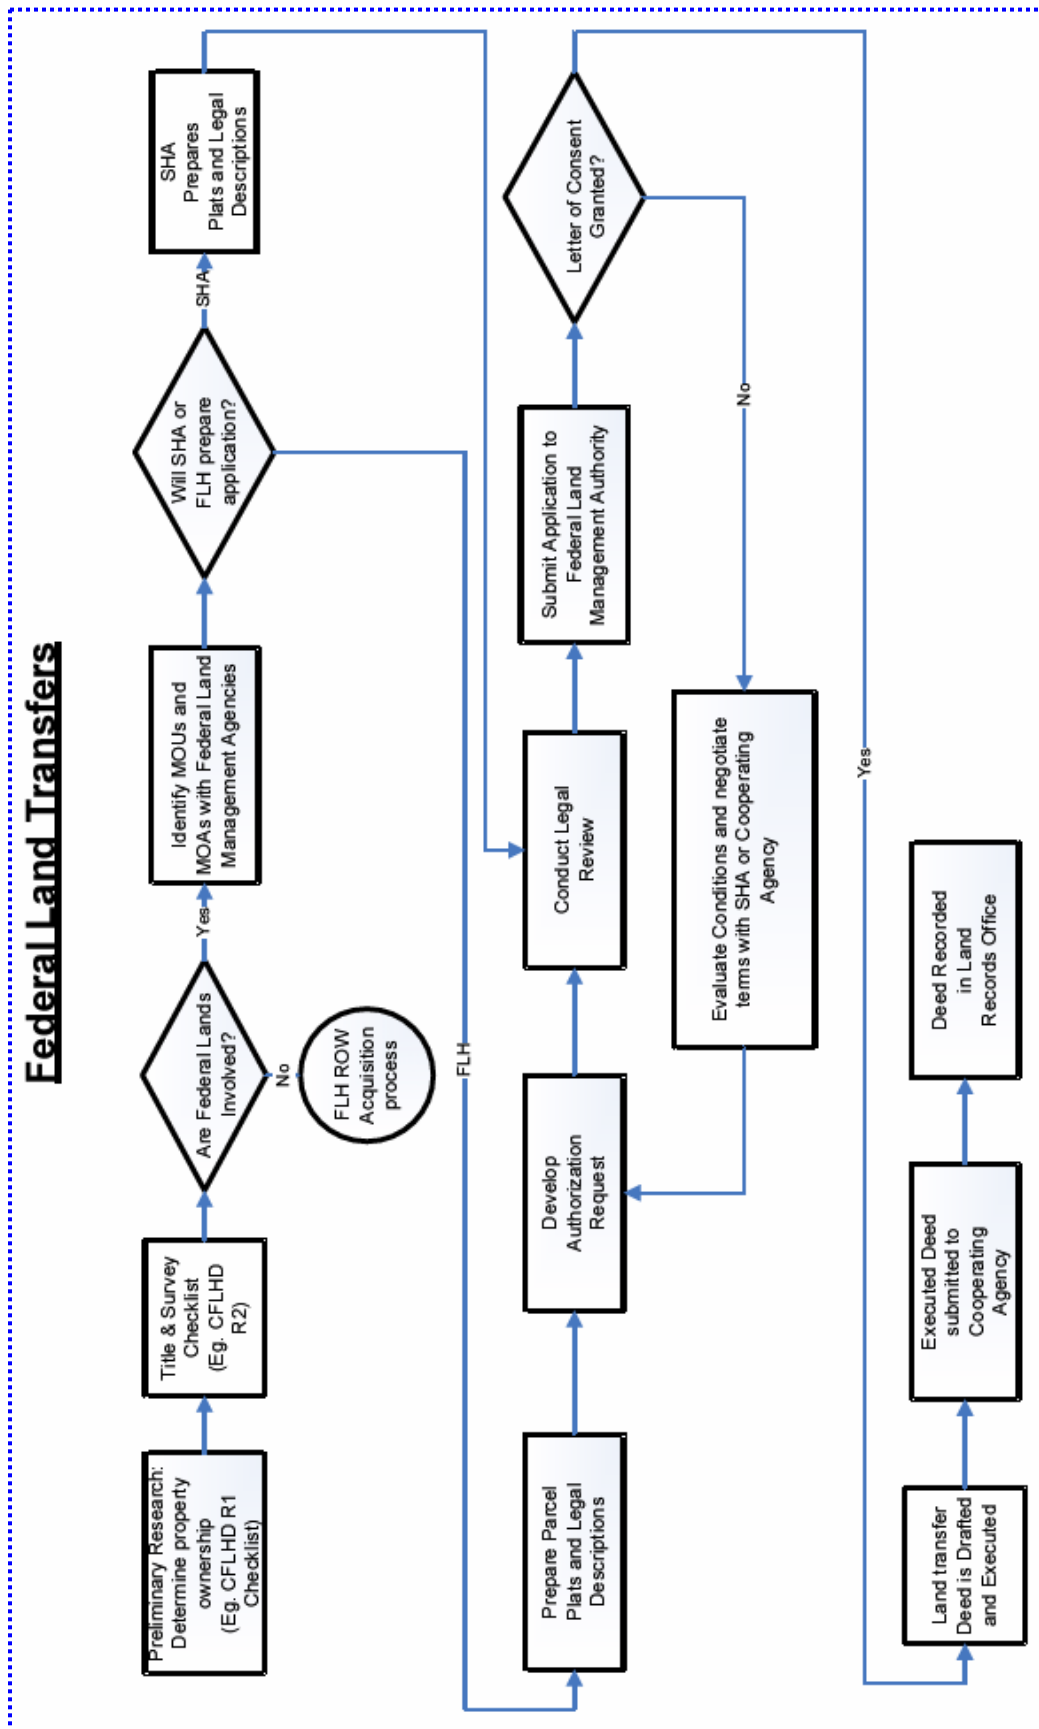 Federal Land Transfers
Preliminary Research:
Determine property
ownership
(Eg. CFLHD R1
Checklist)
Title & Survey
Checklist
(Eg. CFLHD
R2)
Are Federal Lands
Involved?
Yes
No
FLH ROW
Acquisition
process
Identify MOUs and
MOAs with Federal Land
Management Agencies
Will SHA or
FLH prepare
application?
SHA
SHA
Prepares
Plats and Legal
Descriptions
FLH
Prepare Parcel
Plats and Legal
Descriptions
Develop
Authorization
Request
Conduct Legal
Review
Submit Application to
Federal Land
Management Authority
Letter of Consent
Granted?
No
Evaluate Conditions and negotiate
terms with SHA or Cooperating
Agency
Yes
Land transfer
Deed is Drafted
and Executed
Executed Deed
submitted to
Cooperating
Agency
Deed Recorded
in Land
Records Office